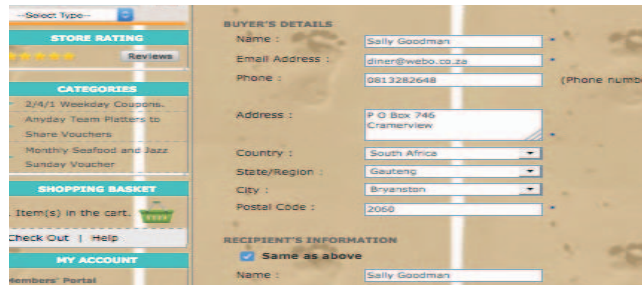 --Select Type--
STORE RATING
Reviews
CATEGORIES
2/4/1 Weekday Coupons.
Anyday Team Platters to
Share Vouchers
Monthly Seafood and Jazz
Sunday Voucher
SHOPPING BASKET
. Item(s) in the cart.
Check Out | Help
MY ACCOUNT
Members' Portal
BUYER'S DETAILS
Name : Sally Goodman *
Email Address : diner@webo.co.za *
Phone : 0813282648 (Phone numbe
Address : P O Box 746
Cramerview *
Country : South Africa
State/Region : Gauteng
City : Bryanston
Postal Code : 2060 *
RECIPIENT'S INFORMATION
Same as above
Name : Sally Goodman